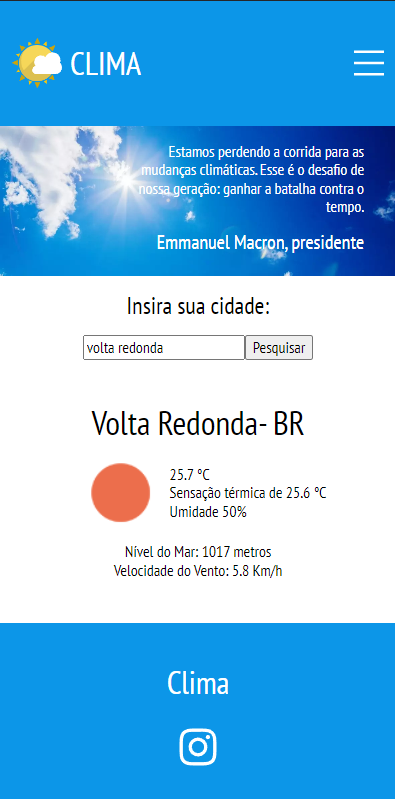 CLIMA
Estamos perdendo a corrida para as
mudanças climáticas. Esse é o desafio de
nossa geração: ganhar a batalha contra o
tempo.
Emmanuel Macron, presidente
Insira sua cidade:
volta redonda Pesquisar
Volta Redonda- BR
25.7 °C
Sensação térmica de 25.6 °C
Umidade 50%
Nível do Mar: 1017 metros
Velocidade do Vento: 5.8 Km/h
Clima